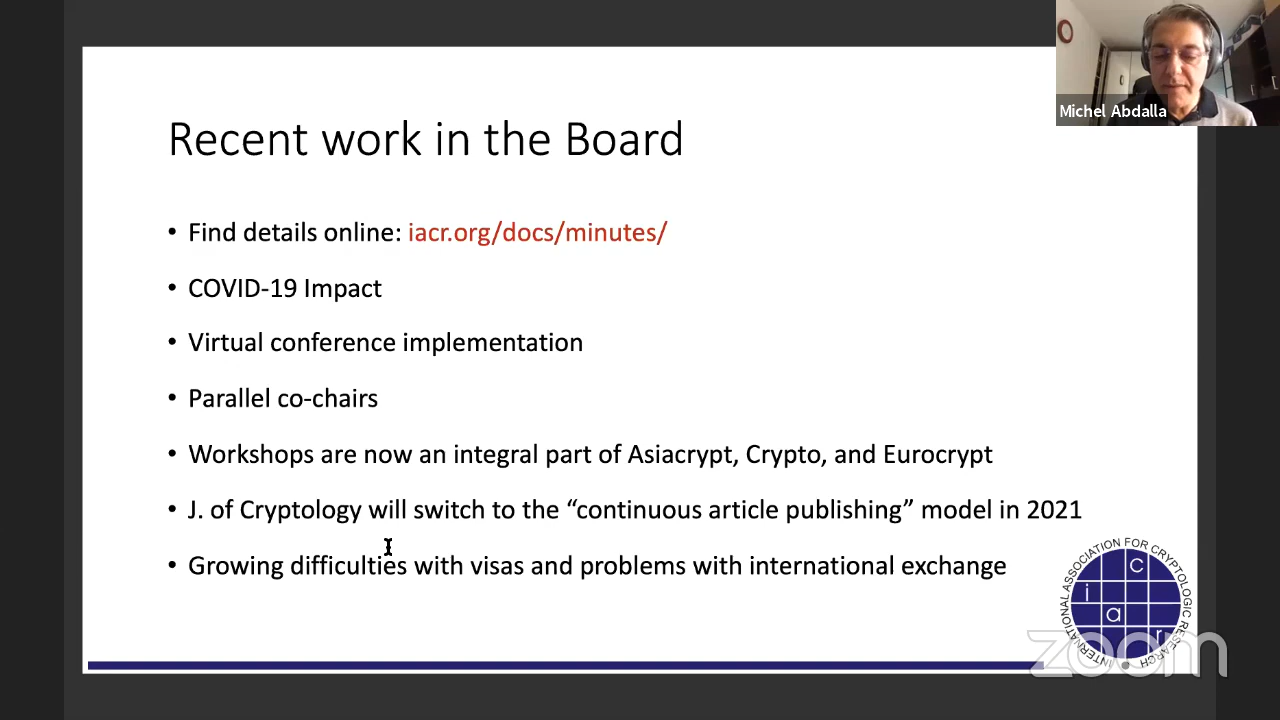 Michel Abdalla
Recent work in the Board
• Find details online: iacr.org/docs/minutes/
• COVID-19 Impact
• Virtual conference implementation
• Parallel co-chairs
• Workshops are now an integral part of Asiacrypt, Crypto, and Eurocrypt
• J. of Cryptology will switch to the “continuous article publishing” model in 2021
• Growing difficulties with visas and problems with international exchange
INTERNATIONAL ASSOCIATION FOR CRYPTOLOGIC RESEARCH
c
i
a
r
zoom